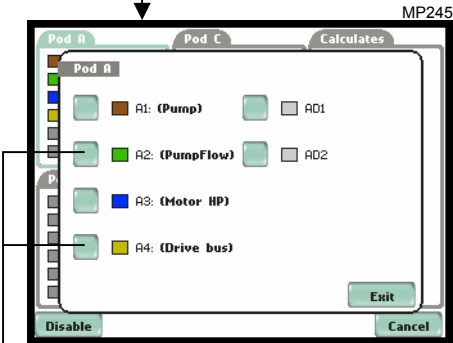 MP245
Pod A Pod C Calculates
Pod A
A1: (Pump) AD1
A2: (PumpFlow) AD2
A3: (Motor HP)
P
A4: (Drive bus)
Exit
Disable Cancel